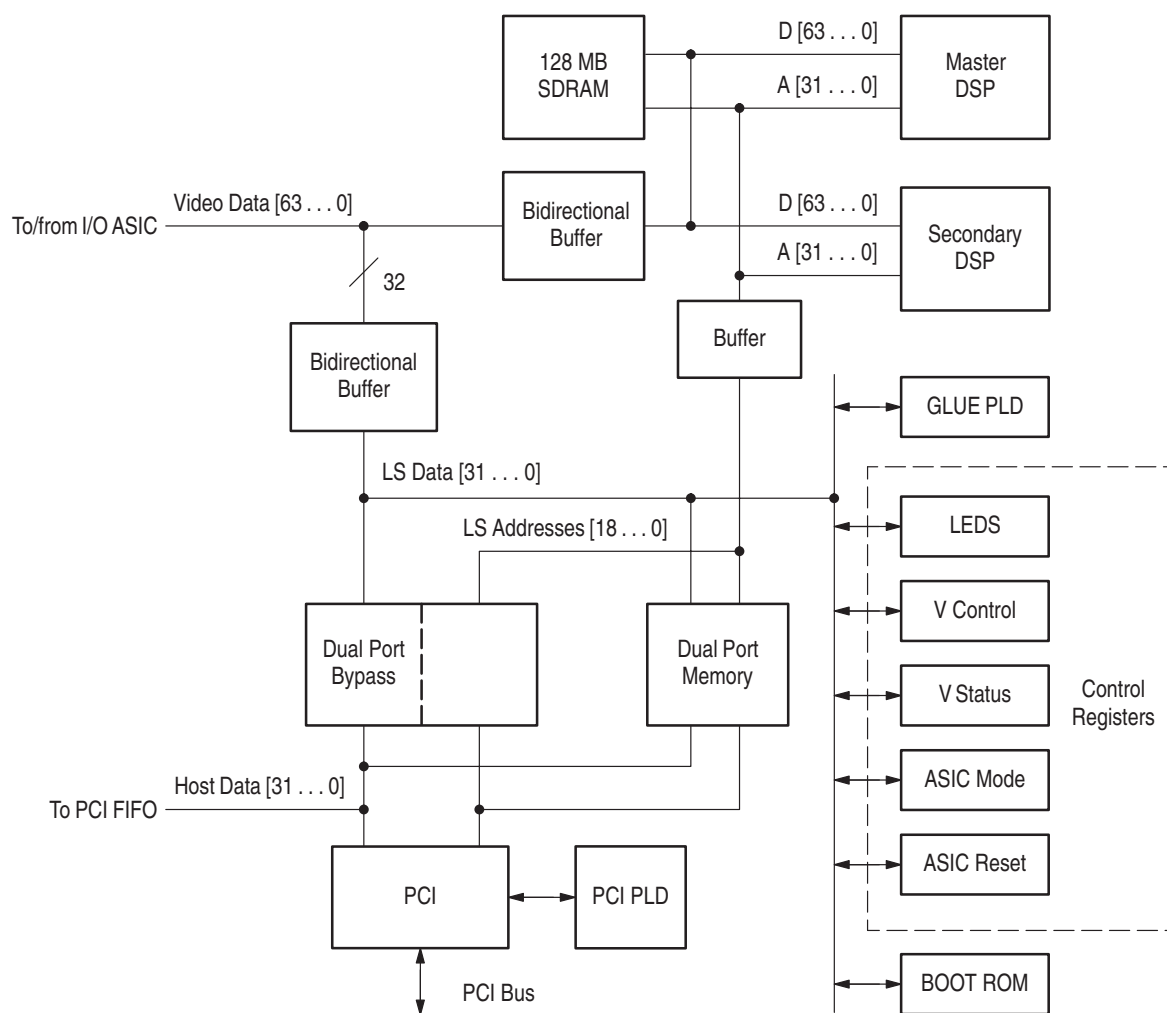 128 MB
SDRAM
D [63 . . . 0]
A [31 . . . 0]
Master
DSP
To/from I/O ASIC
Video Data [63 . . . 0]
Bidirectional
Buffer
D [63 . . . 0]
A [31 . . . 0]
Secondary
DSP
32
Bidirectional
Buffer
Buffer
GLUE PLD
LS Data [31 . . . 0]
LS Addresses [18 . . . 0]
LEDS
V Control
V Status
ASIC Mode
ASIC Reset
Control
Registers
Dual Port
Bypass
Dual Port
Memory
Host Data [31 . . . 0]
To PCI FIFO
PCI
PCI PLD
PCI Bus
BOOT ROM